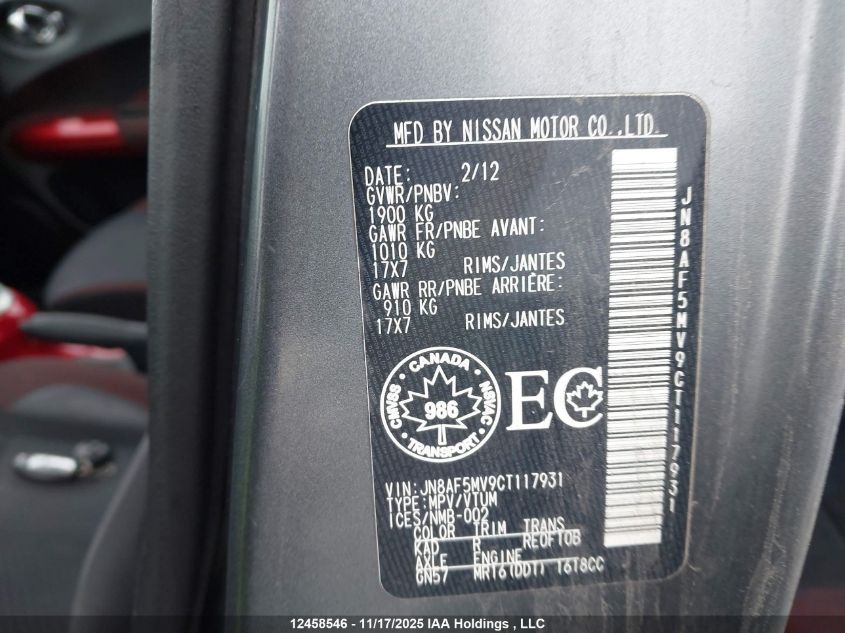 MFD BY NISSAN MOTOR CO.,LTD.
DATE: 2/12
GVWR/PNBV:
1900 KG
GAWR FR/PNBE AVANT:
1010 KG
17X7 RIMS/JANTES
GAWR RR/PNBE ARRIÈRE:
910 KG
17X7 RIMS/JANTES
CANADA
CMVSS 986 NSVAC
TRANSPORT
EC
VIN: JN8AF5MV9CT117931
TYPE: MPV/VTUM
ICES/NMB-002
COLOR TRIM TRANS
KAD R RE0F10B
AXLE ENGINE
GN57 MR16(DDT) 1618CC
JN8AF5MV9CT117931
12458546 - 11/17/2025 IAA Holdings , LLC